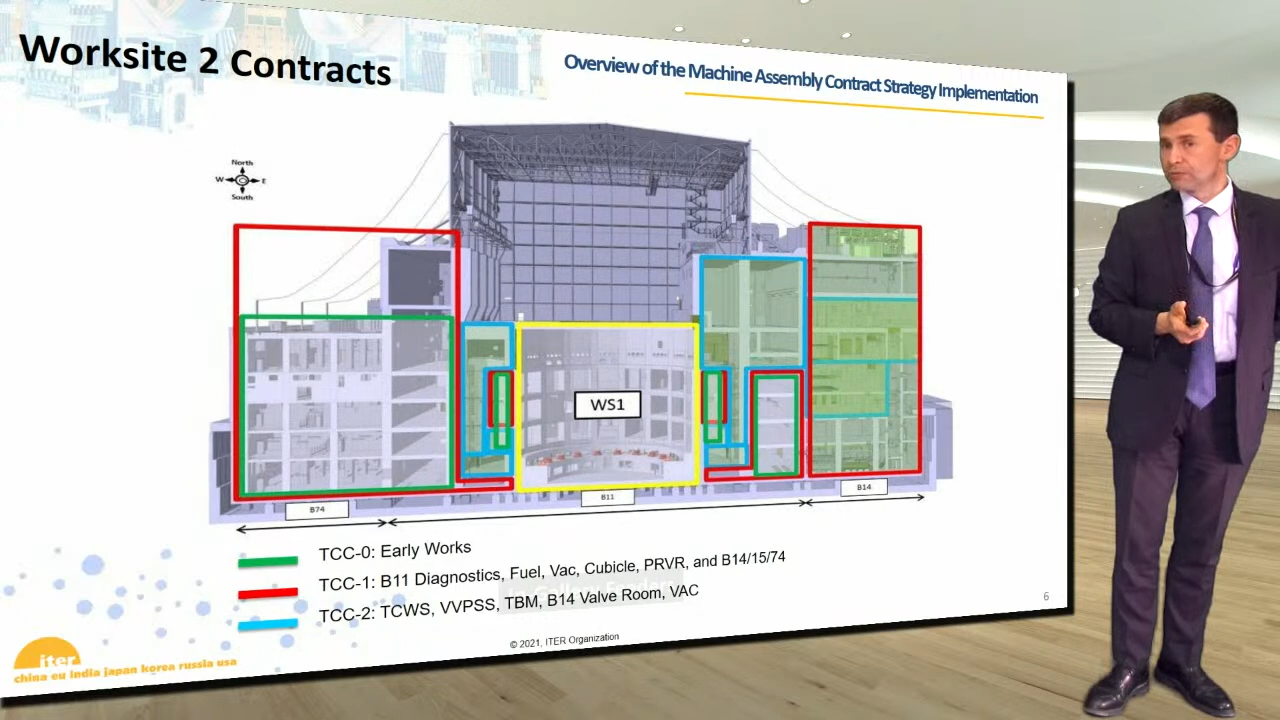 Worksite 2 Contracts
Overview of the Machine Assembly Contract Strategy Implementation
North
W
E
South
WS1
B74
B11
B14
TCC-0: Early Works
TCC-1: B11 Diagnostics, Fuel, Vac, Cubicle, PRVR, and B14/15/74
TCC-2: TCWS, VVPSS, TBM, B14 Valve Room, VAC
6
© 2021, ITER Organization
iter
china eu india japan korea russia usa